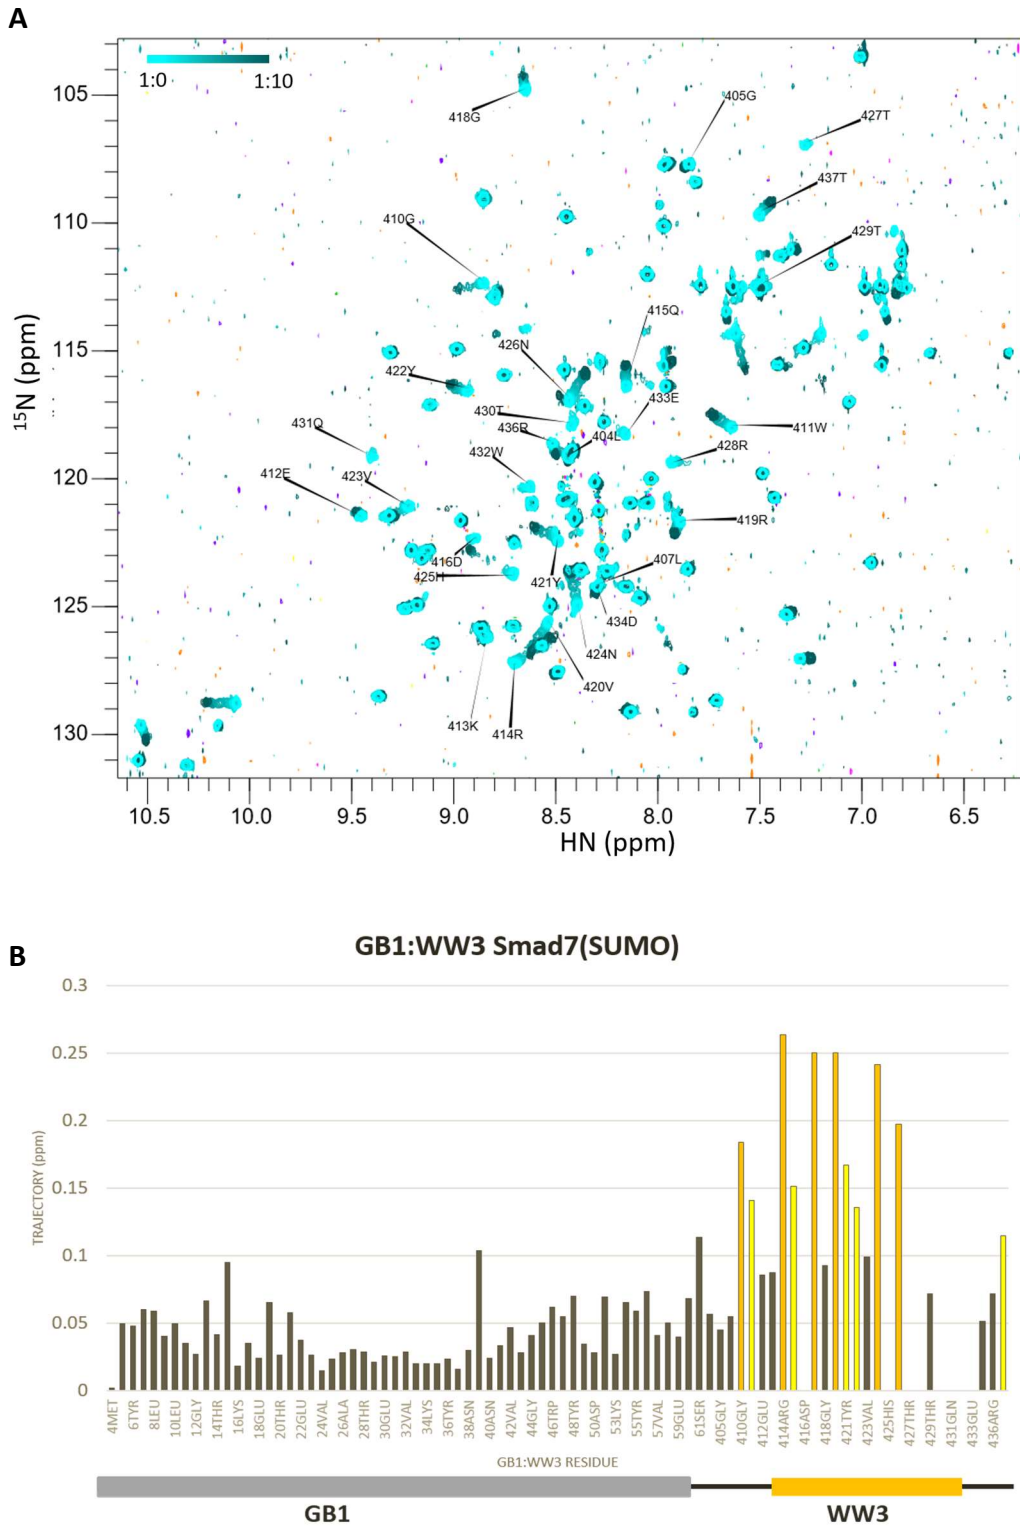 A
1:0
1:10
105
110
115
120
125
130
15N (ppm)
418G
405G
427T
437T
410G
429T
415Q
426N
422Y
433E
430T
431Q
436R
404L
411W
432W
428R
412E
423V
419R
416D
425H
421Y
407L
434D
424N
420V
413K
414R
10.5 10.0 9.5 9.0 8.5 8.0 7.5 7.0 6.5
HN (ppm)
B
GB1:WW3 Smad7(SUMO)
0.3
0.25
0.2
0.15
0.1
0.05
0
TRAJECTORY (ppm)
4MET
6TYR
8LEU
10LEU
12GLY
14THR
16LYS
18GLU
20THR
22GLU
24VAL
26ALA
28THR
30GLU
32VAL
34LYS
36TYR
38ASN
40ASN
42VAL
44GLY
46TRP
48TYR
50ASP
53LYS
55TYR
57VAL
59GLU
61SER
405GLY
410GLY
412GLU
414ARG
416ASP
418GLY
421TYR
423VAL
425HIS
427THR
429THR
431GLN
433GLU
436ARG
GB1:WW3 RESIDUE
GB1
WW3